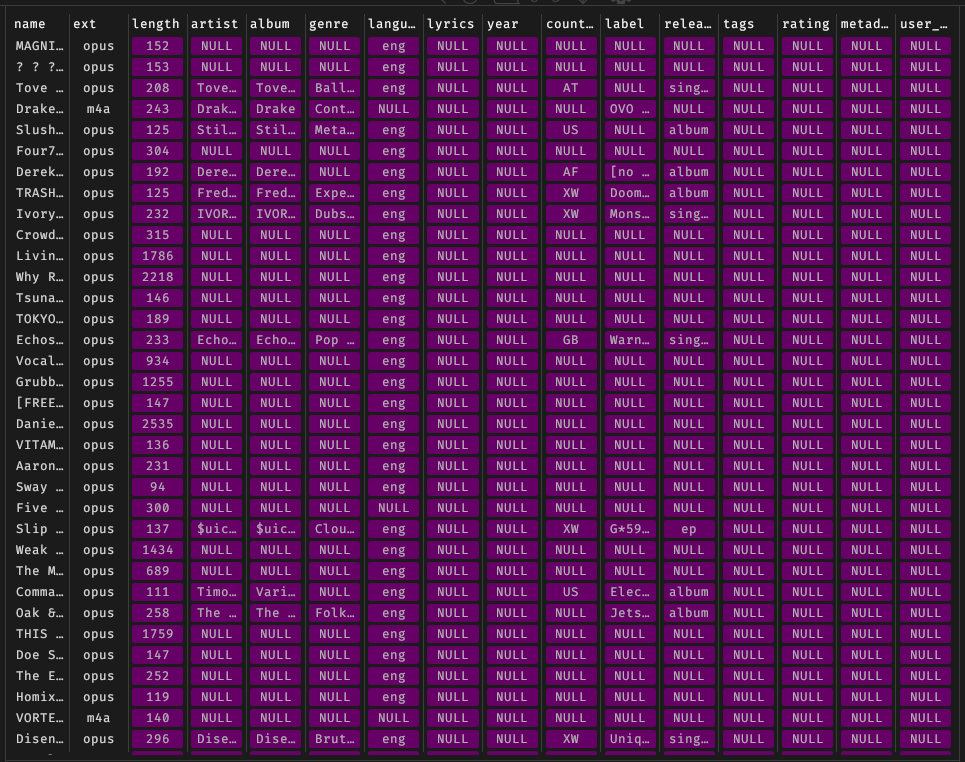 name ext length artist album genre langu… lyrics year count… label relea… tags rating metad… user_…
MAGNI… opus 152 NULL NULL NULL eng NULL NULL NULL NULL NULL NULL NULL NULL NULL
? ? ?… opus 153 NULL NULL NULL eng NULL NULL NULL NULL NULL NULL NULL NULL NULL
Tove … opus 208 Tove… Tove… Ball… eng NULL NULL AT NULL sing… NULL NULL NULL NULL
Drake… m4a 243 Drak… Drake Cont… NULL NULL NULL NULL OVO … NULL NULL NULL NULL NULL
Slush… opus 125 Stil… Stil… Meta… eng NULL NULL US NULL album NULL NULL NULL NULL
Four7… opus 304 NULL NULL NULL eng NULL NULL NULL NULL NULL NULL NULL NULL NULL
Derek… opus 192 Dere… Dere… NULL eng NULL NULL AF [no … album NULL NULL NULL NULL
TRASH… opus 125 Fred… Fred… Expe… eng NULL NULL XW Doom… album NULL NULL NULL NULL
Ivory… opus 232 IVOR… IVOR… Dubs… eng NULL NULL XW Mons… sing… NULL NULL NULL NULL
Crowd… opus 315 NULL NULL NULL eng NULL NULL NULL NULL NULL NULL NULL NULL NULL
Livin… opus 1786 NULL NULL NULL eng NULL NULL NULL NULL NULL NULL NULL NULL NULL
Why R… opus 2218 NULL NULL NULL eng NULL NULL NULL NULL NULL NULL NULL NULL NULL
Tsuna… opus 146 NULL NULL NULL eng NULL NULL NULL NULL NULL NULL NULL NULL NULL
TOKYO… opus 189 NULL NULL NULL eng NULL NULL NULL NULL NULL NULL NULL NULL NULL
Echos… opus 233 Echo… Echo… Pop … eng NULL NULL GB Warn… sing… NULL NULL NULL NULL
Vocal… opus 934 NULL NULL NULL eng NULL NULL NULL NULL NULL NULL NULL NULL NULL
Grubb… opus 1255 NULL NULL NULL eng NULL NULL NULL NULL NULL NULL NULL NULL NULL
[FREE… opus 147 NULL NULL NULL eng NULL NULL NULL NULL NULL NULL NULL NULL NULL
Danie… opus 2535 NULL NULL NULL eng NULL NULL NULL NULL NULL NULL NULL NULL NULL
VITAM… opus 136 NULL NULL NULL eng NULL NULL NULL NULL NULL NULL NULL NULL NULL
Aaron… opus 231 NULL NULL NULL eng NULL NULL NULL NULL NULL NULL NULL NULL NULL
Sway … opus 94 NULL NULL NULL eng NULL NULL NULL NULL NULL NULL NULL NULL NULL
Five … opus 300 NULL NULL NULL NULL NULL NULL NULL NULL NULL NULL NULL NULL NULL
Slip … opus 137 $uic… $uic… Clou… eng NULL NULL XW G*59… ep NULL NULL NULL NULL
Weak … opus 1434 NULL NULL NULL eng NULL NULL NULL NULL NULL NULL NULL NULL NULL
The M… opus 689 NULL NULL NULL eng NULL NULL NULL NULL NULL NULL NULL NULL NULL
Comma… opus 111 Timo… Vari… NULL eng NULL NULL US Elec… album NULL NULL NULL NULL
Oak &… opus 258 The … The … Folk… eng NULL NULL NULL Jets… album NULL NULL NULL NULL
THIS … opus 1759 NULL NULL NULL eng NULL NULL NULL NULL NULL NULL NULL NULL NULL
Doe S… opus 147 NULL NULL NULL eng NULL NULL NULL NULL NULL NULL NULL NULL NULL
The E… opus 252 NULL NULL NULL eng NULL NULL NULL NULL NULL NULL NULL NULL NULL
Homix… opus 119 NULL NULL NULL eng NULL NULL NULL NULL NULL NULL NULL NULL NULL
VORTE… m4a 140 NULL NULL NULL NULL NULL NULL NULL NULL NULL NULL NULL NULL NULL
Disen… opus 296 Dise… Dise… Brut… eng NULL NULL XW Uniq… sing… NULL NULL NULL NULL